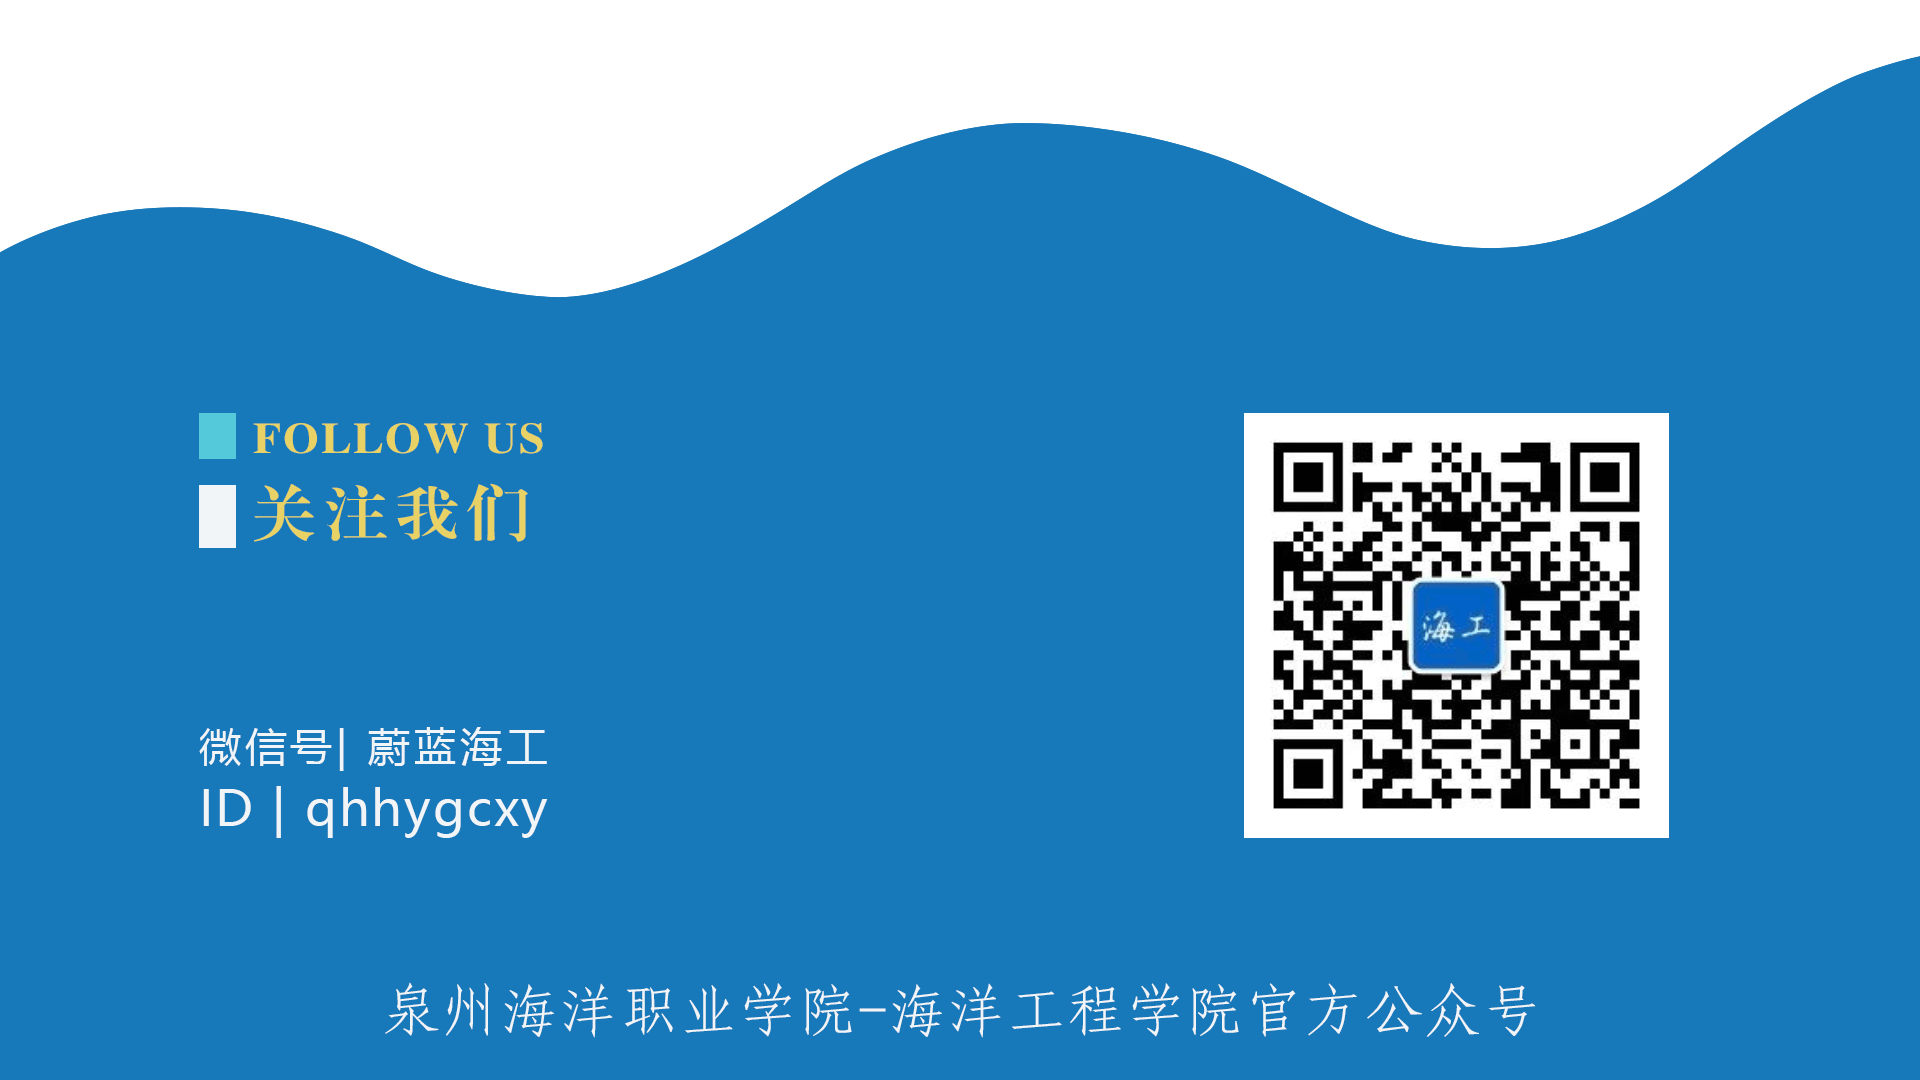 FOLLOW US
关注我们
海工
微信号| 蔚蓝海工
ID | qhhygcxy
泉州海洋职业学院-海洋工程学院官方公众号